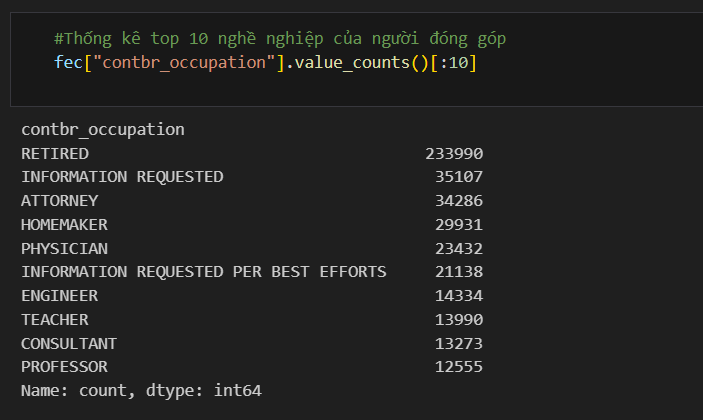 #Thống kê top 10 nghề nghiệp của người đóng góp
fec["contbr_occupation"].value_counts()[:10]
contbr_occupation
RETIRED 233990
INFORMATION REQUESTED 35107
ATTORNEY 34286
HOMEMAKER 29931
PHYSICIAN 23432
INFORMATION REQUESTED PER BEST EFFORTS 21138
ENGINEER 14334
TEACHER 13990
CONSULTANT 13273
PROFESSOR 12555
Name: count, dtype: int64